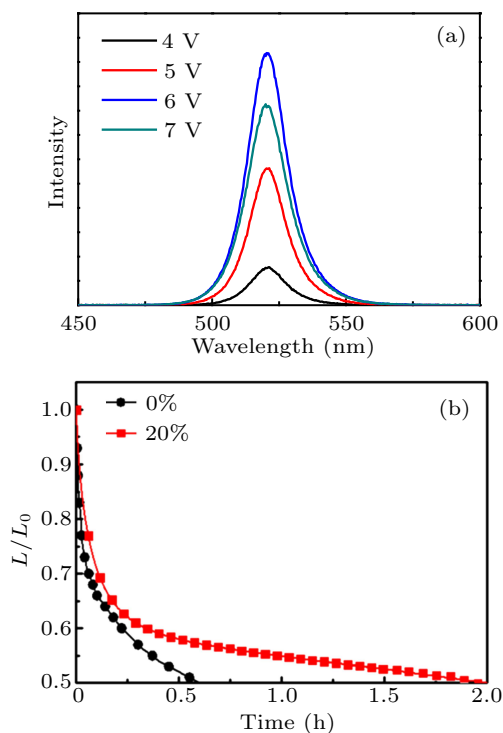 (a)
4 V
5 V
6 V
7 V
Intensity
450 500 550 600
Wavelength (nm)
(b)
0%
20%
1.0
0.9
0.8
0.7
0.6
0.5
L/L0
0 0.5 1.0 1.5 2.0
Time (h)